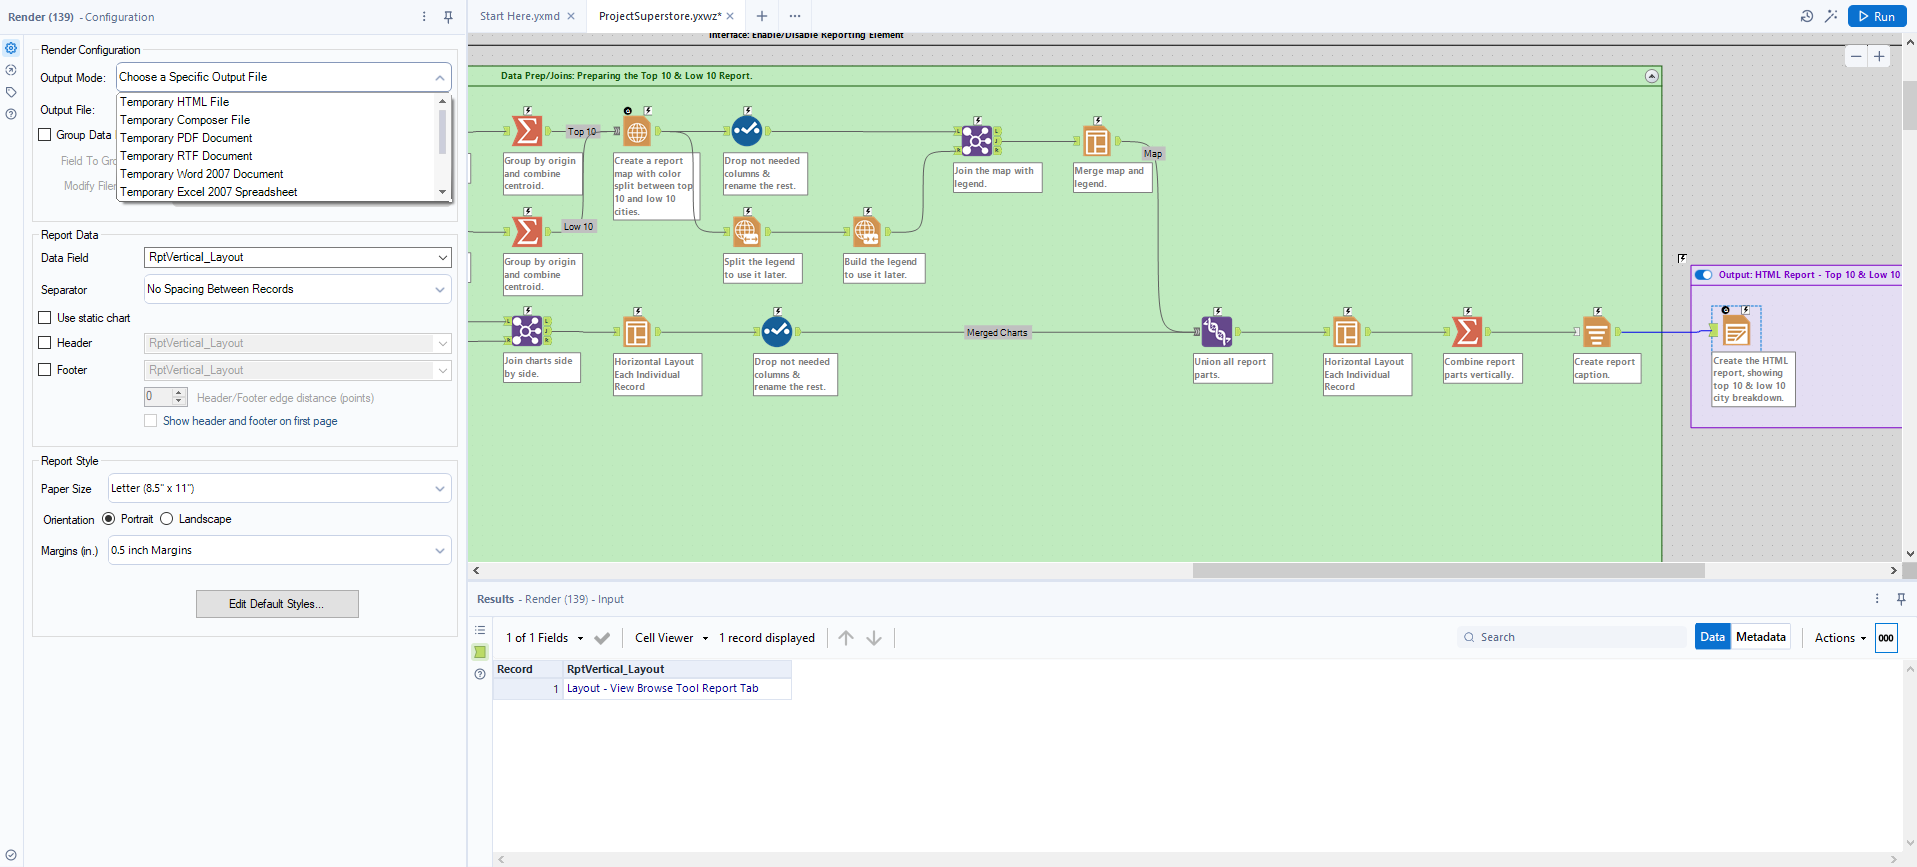 Render (139) - Configuration
Start Here.yxmd
ProjectSuperstore.yxwz*
Run
Render Configuration
Output Mode:
Choose a Specific Output File
Output File:
Temporary HTML File
Temporary Composer File
Temporary PDF Document
Temporary RTF Document
Temporary Word 2007 Document
Temporary Excel 2007 Spreadsheet
Group Data
Field To Gro
Modify Filen
Report Data
Data Field
RptVertical_Layout
Separator
No Spacing Between Records
Use static chart
Header
RptVertical_Layout
Footer
RptVertical_Layout
0
Header/Footer edge distance (points)
Show header and footer on first page
Report Style
Paper Size
Letter (8.5" x 11")
Orientation
Portrait
Landscape
Margins (in.)
0.5 inch Margins
Edit Default Styles...
Interface: Enable/Disable Reporting Element
Data Prep/Joins: Preparing the Top 10 & Low 10 Report.
Top 10
Group by origin
and combine
centroid.
Create a report
map with color
split between top
10 and low 10
cities.
Drop not needed
columns &
rename the rest.
Join the map with
legend.
Merge map and
legend.
Map
Low 10
Group by origin
and combine
centroid.
Split the legend
to use it later.
Build the legend
to use it later.
Join charts side
by side.
Horizontal Layout
Each Individual
Record
Drop not needed
columns &
rename the rest.
Merged Charts
Union all report
parts.
Horizontal Layout
Each Individual
Record
Combine report
parts vertically.
Create report
caption.
Output: HTML Report - Top 10 & Low 10
Create the HTML
report, showing
top 10 & low 10
city breakdown.
Results - Render (139) - Input
1 of 1 Fields
Cell Viewer
1 record displayed
Search
Data
Metadata
Actions
000
Record
RptVertical_Layout
1
Layout - View Browse Tool Report Tab